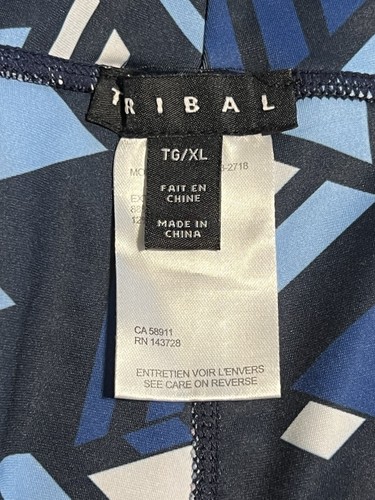 TRIBAL
TG/XL
FAIT EN
CHINE
MADE IN
CHINA
-2718
CA 58911
RN 143728
ENTRETIEN VOIR L'ENVERS
SEE CARE ON REVERSE